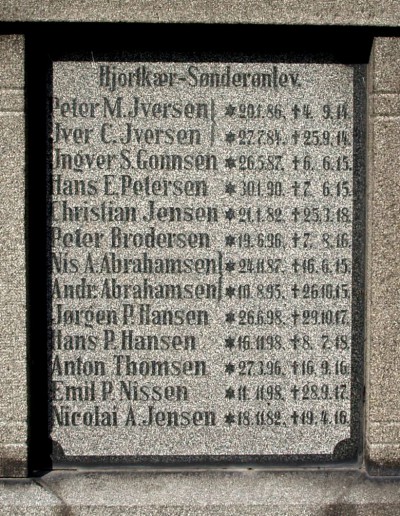 Hjortkær-Sønderønlev.
Peter M. Jversen *20.1.86. †4. 9. 14.
Jver C. Jversen *27.7.84. †25.9.14.
Ingver S. Gonnsen *26.5.87. †6. 6. 15.
Hans E. Petersen *30.1.90. †7. 6. 15.
Christian Jensen *21.1.82. †25.3.18.
Peter Brodersen *19.6.96. †7. 8. 16.
Nis A. Abrahamsen *24.11.87. †16.6.15.
Andr. Abrahamsen *10.8.95. †26.10.15.
Jørgen P. Hansen *26.6.98. †29.10.17.
Hans P. Hansen *16.11.98. †8. 7. 18.
Anton Thomsen *27.3.96. †16.9.16.
Emil P. Nissen *11.11.98. †28.9.17.
Nicolai A. Jensen *18.11.82. †19.4.16.